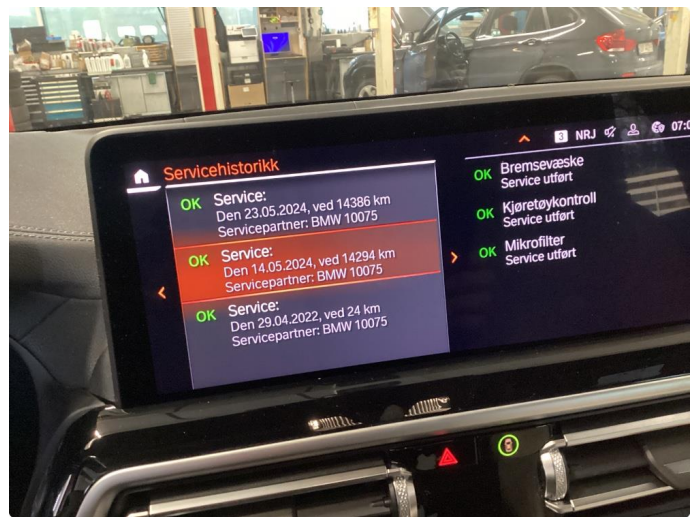 3 NRJ 07:0
Servicehistorikk
OK Service:
Den 23.05.2024, ved 14386 km
Servicepartner: BMW 10075
OK Service:
Den 14.05.2024, ved 14294 km
Servicepartner: BMW 10075
OK Service:
Den 29.04.2022, ved 24 km
Servicepartner: BMW 10075
OK Bremsevæske
Service utført
OK Kjøretøykontroll
Service utført
OK Mikrofilter
Service utført